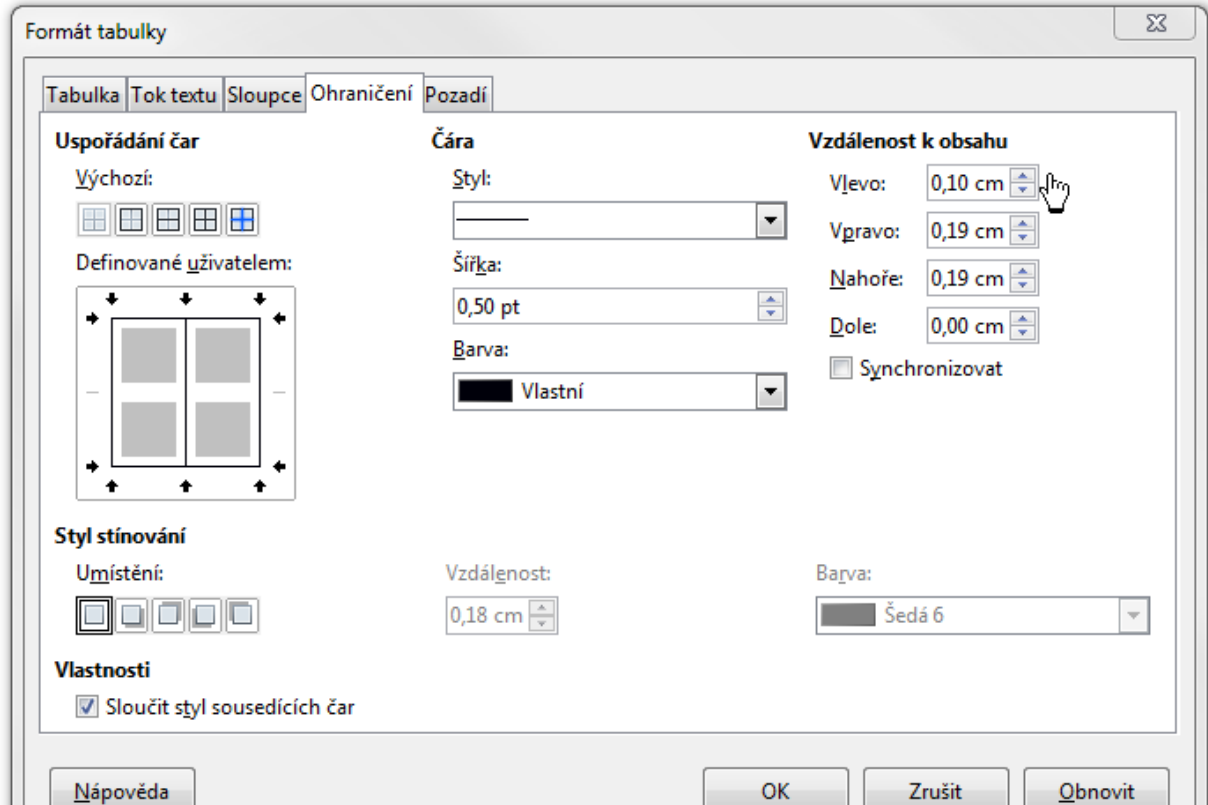 Formát tabulky
Tabulka Tok textu Sloupce Ohraničení Pozadí
Uspořádání čar
Výchozí:
Definované uživatelem:
Čára
Styl:
Šířka:
0,50 pt
Barva:
Vlastní
Vzdálenost k obsahu
Vlevo: 0,10 cm
Vpravo: 0,19 cm
Nahoře: 0,19 cm
Dole: 0,00 cm
Synchronizovat
Styl stínování
Umístění:
Vzdálenost:
0,18 cm
Barva:
Šedá 6
Vlastnosti
Sloučit styl sousedících čar
Nápověda OK Zrušit Obnovit